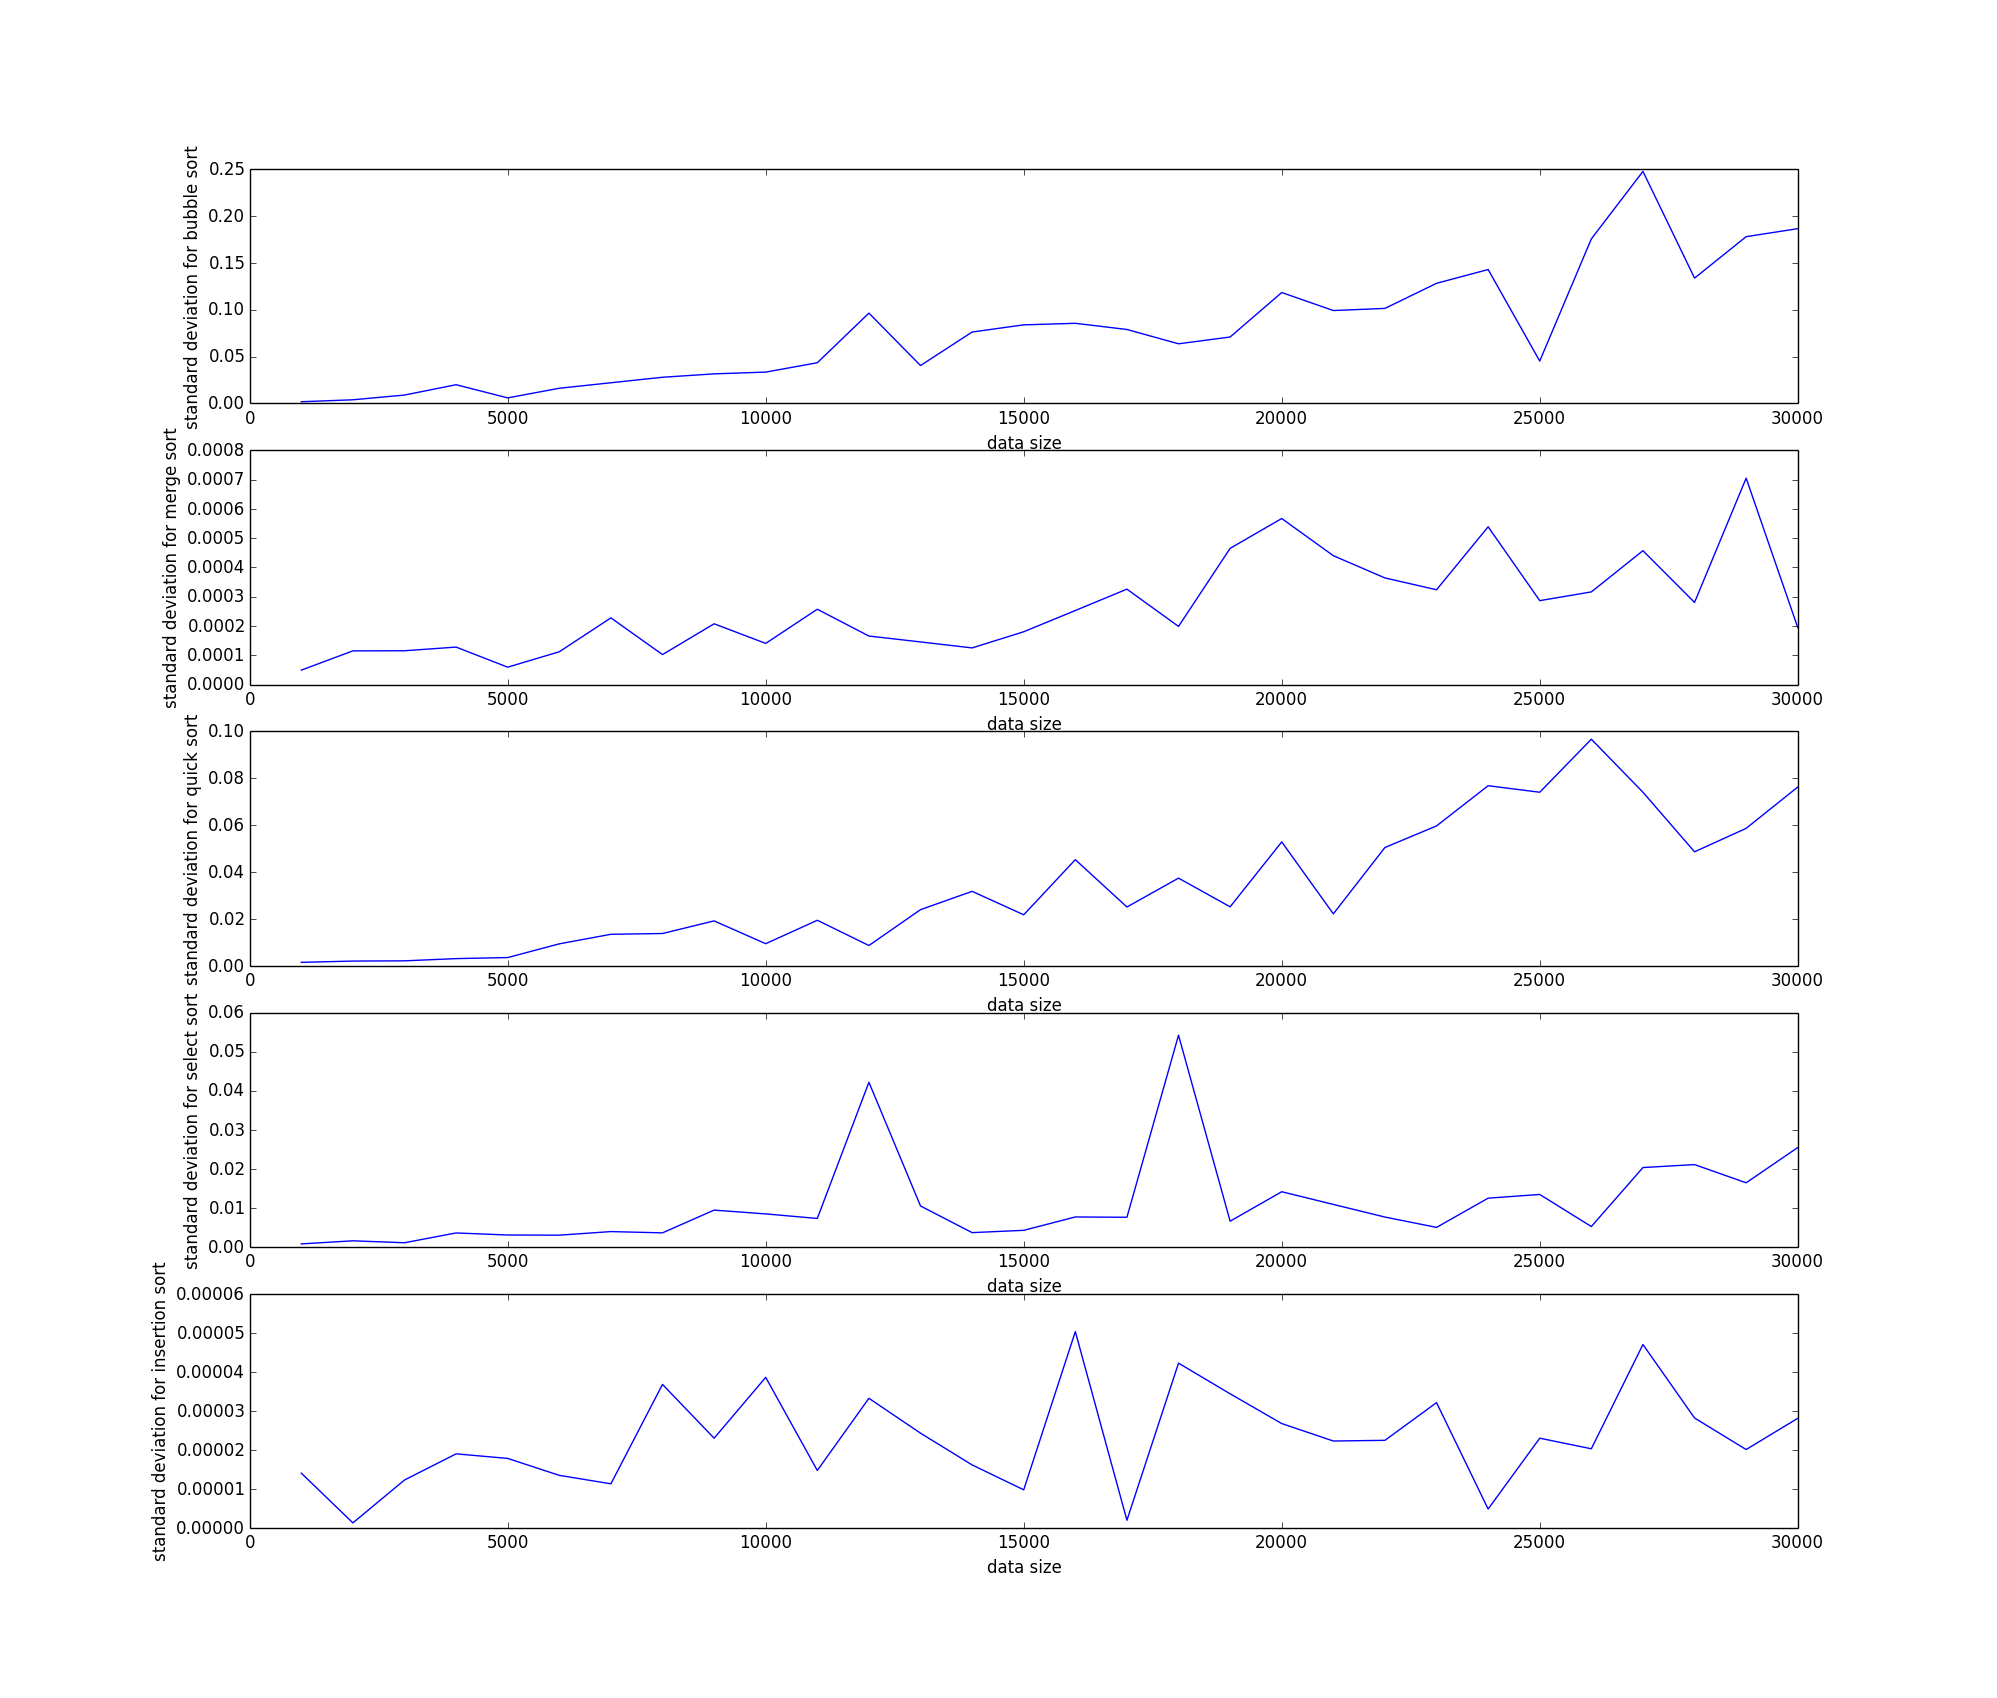 standard deviation for bubble sort
0.25
0.20
0.15
0.10
0.05
0.00
0 5000 10000 15000 20000 25000 30000
data size
standard deviation for merge sort
0.0008
0.0007
0.0006
0.0005
0.0004
0.0003
0.0002
0.0001
0.0000
0 5000 10000 15000 20000 25000 30000
data size
standard deviation for quick sort
0.10
0.08
0.06
0.04
0.02
0.00
0 5000 10000 15000 20000 25000 30000
data size
standard deviation for select sort
0.06
0.05
0.04
0.03
0.02
0.01
0.00
0 5000 10000 15000 20000 25000 30000
data size
standard deviation for insertion sort
0.00006
0.00005
0.00004
0.00003
0.00002
0.00001
0.00000
0 5000 10000 15000 20000 25000 30000
data size